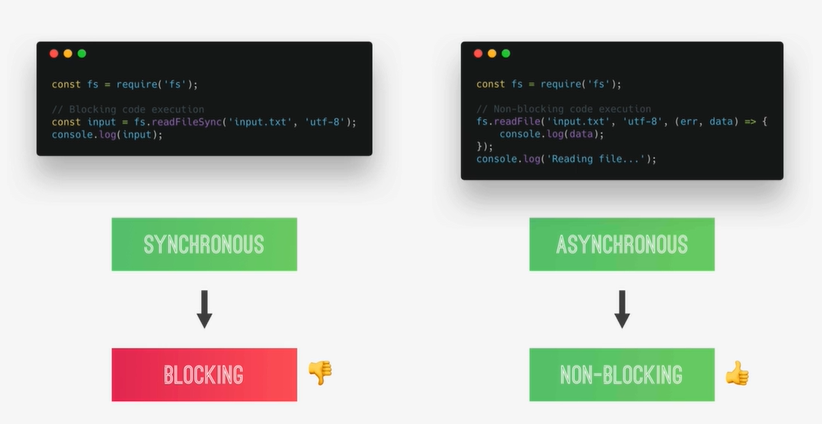 const fs = require('fs');
// Blocking code execution
const input = fs.readFileSync('input.txt', 'utf-8');
console.log(input);
const fs = require('fs');
// Non-blocking code execution
fs.readFile('input.txt', 'utf-8', (err, data) => {
    console.log(data);
});
console.log('Reading file...');
SYNCHRONOUS
ASYNCHRONOUS
BLOCKING
NON-BLOCKING